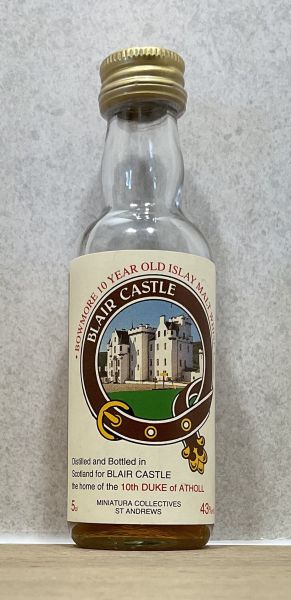 • BOWMORE 10 YEAR OLD ISLAY MALT
BLAIR CASTLE
Distilled and Bottled in
Scotland for BLAIR CASTLE
the home of the 10th DUKE of ATHOLL
5cl
MINIATURA COLLECTIVES
ST ANDREWS
43%